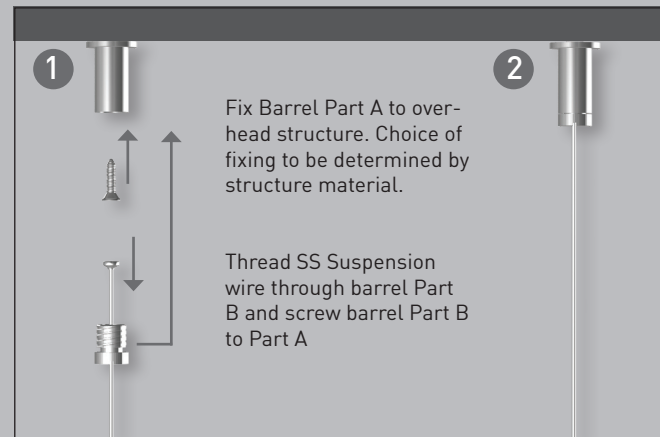 1
2
Fix Barrel Part A to over-
head structure. Choice of
fixing to be determined by
structure material.
Thread SS Suspension
wire through barrel Part
B and screw barrel Part B
to Part A